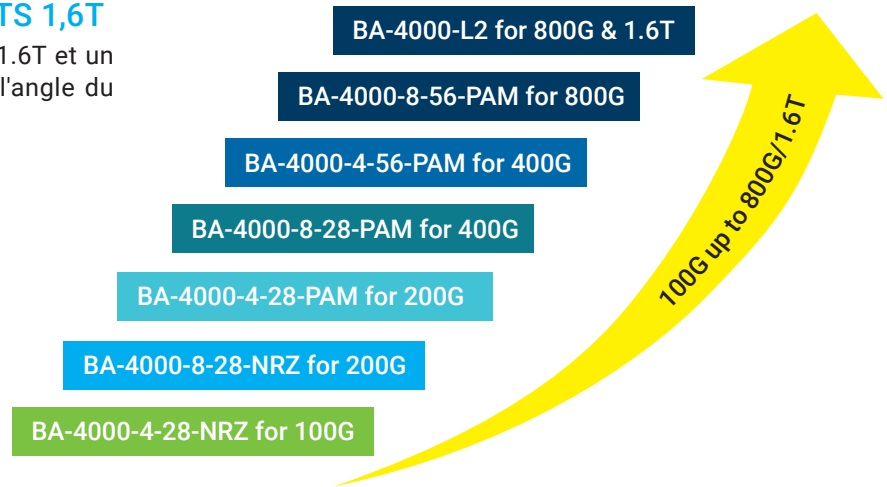 TS 1,6T
1.6T et un
l'angle du
BA-4000-L2 for 800G & 1.6T
BA-4000-8-56-PAM for 800G
BA-4000-4-56-PAM for 400G
BA-4000-8-28-PAM for 400G
BA-4000-4-28-PAM for 200G
BA-4000-8-28-NRZ for 200G
BA-4000-4-28-NRZ for 100G
100G up to 800G/1.6T